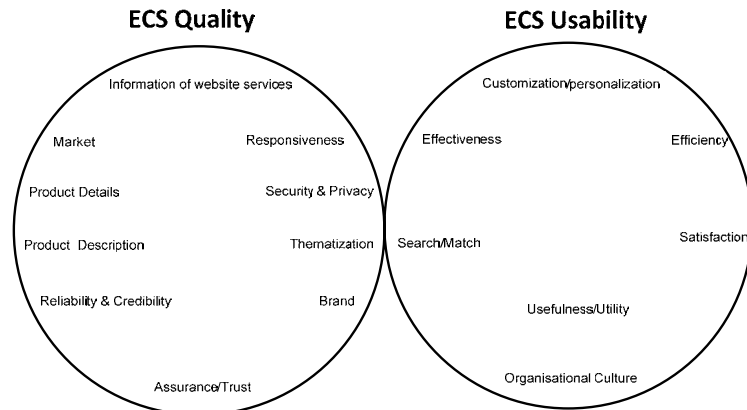 ECS Quality
ECS Usability
Information of website services
Market
Responsiveness
Product Details
Security & Privacy
Product Description
Thematization
Reliability & Credibility
Brand
Assurance/Trust
Customization/personalization
Effectiveness
Efficiency
Search/Match
Satisfaction
Usefulness/Utility
Organisational Culture